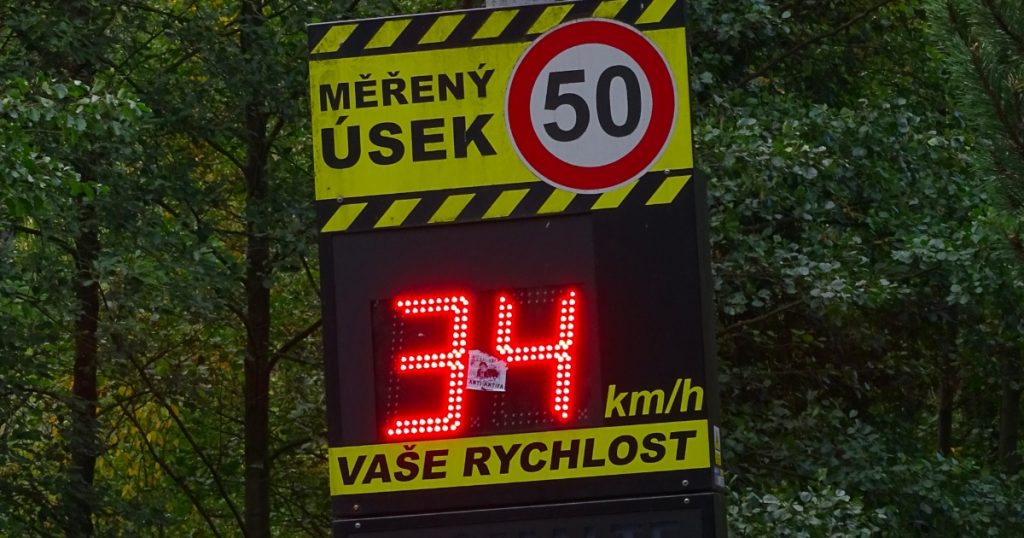 MĚŘENÝ
ÚSEK
50
34
km/h
VAŠE RYCHLOST